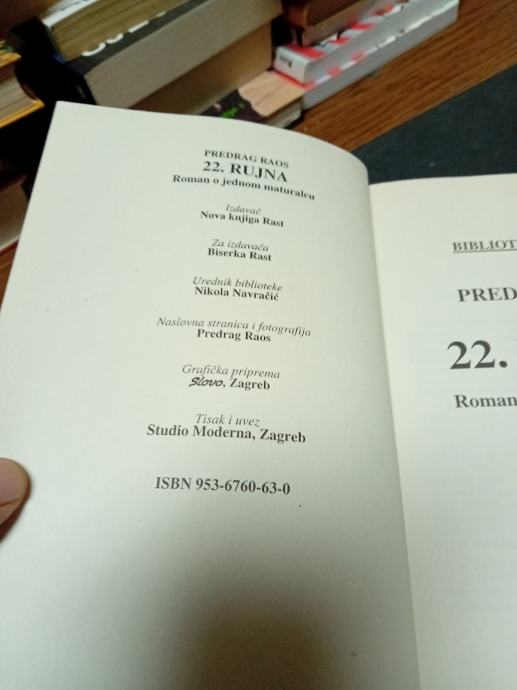 PREDRAG RAOS
22. RUJNA
Roman o jednom maturalcu
Izdavač
Nova knjiga Rast
Za izdavača
Biserka Rast
Urednik biblioteke
Nikola Navračić
Naslovna stranica i fotografija
Predrag Raos
Grafička priprema
Slovo, Zagreb
Tisak i uvez
Studio Moderna, Zagreb
ISBN 953-6760-63-0
BIBLIOT
PRED
22.
Roman